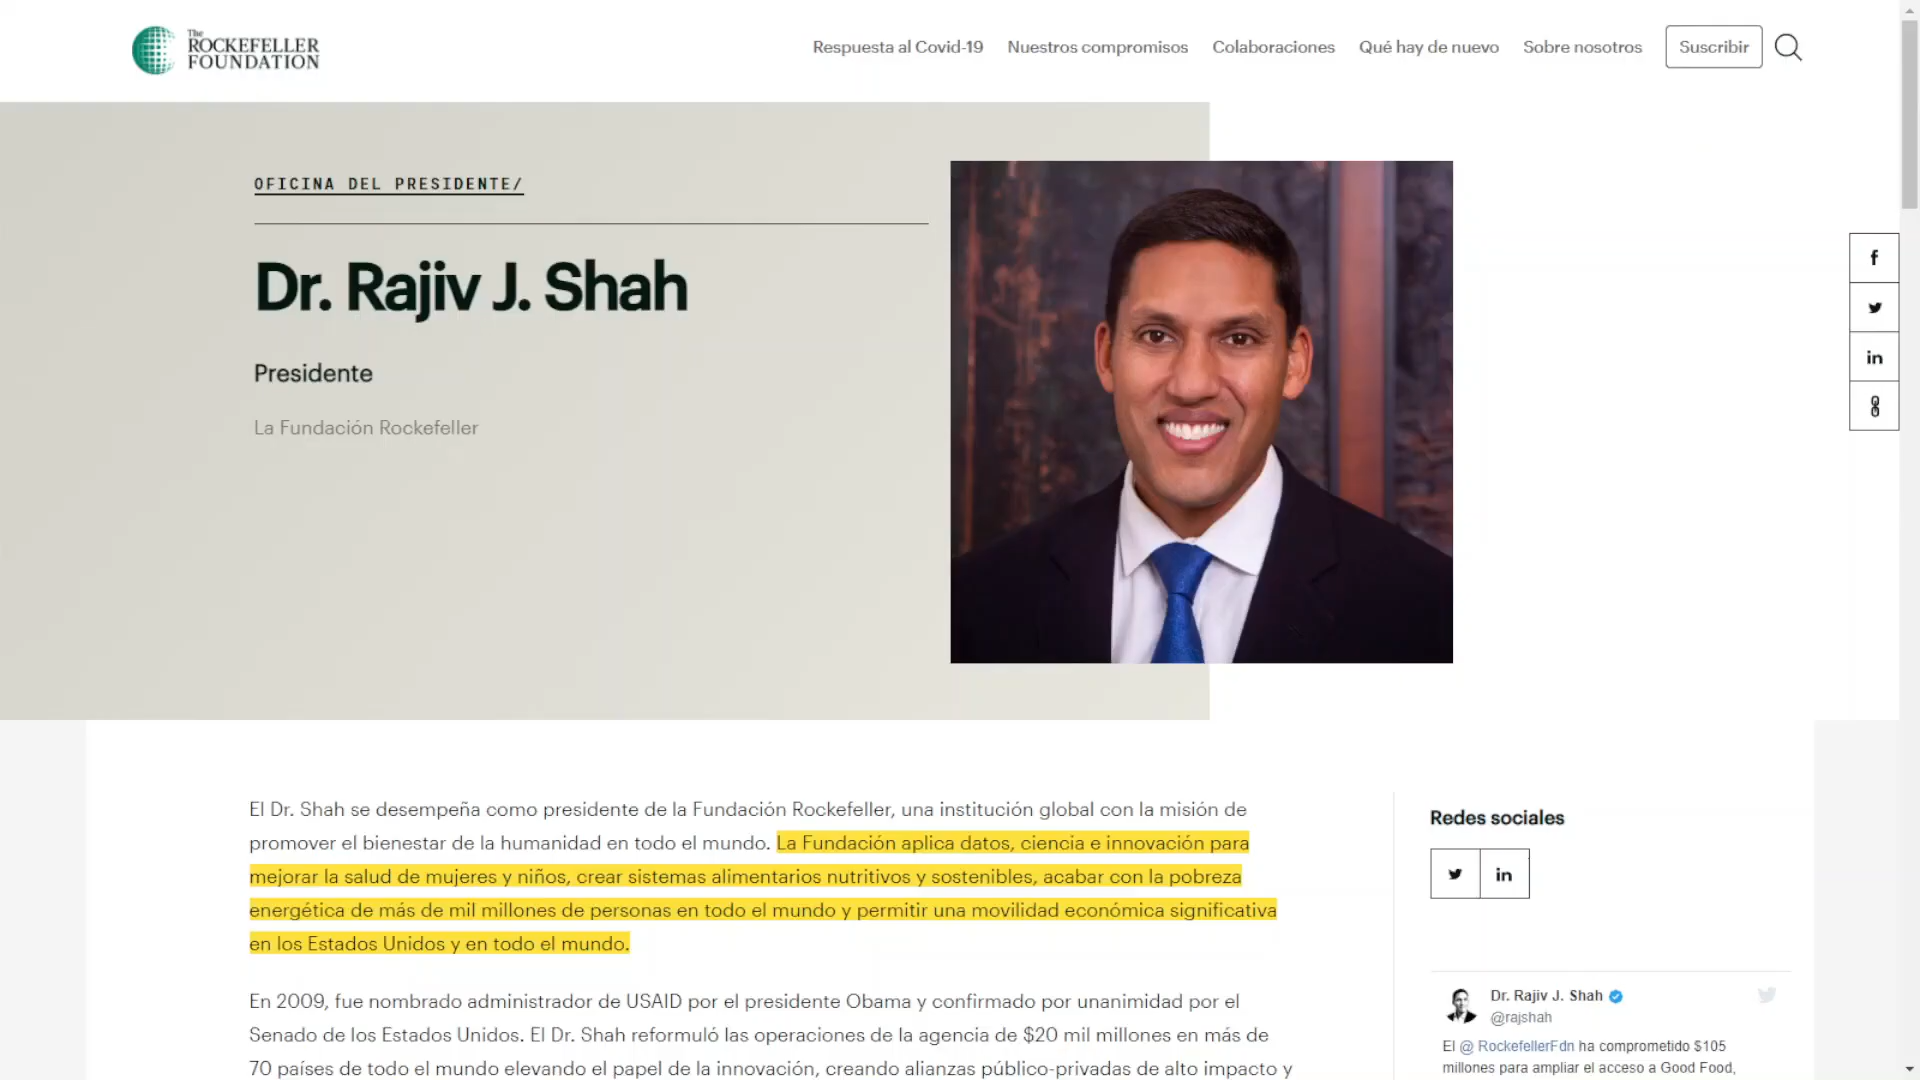 The
ROCKEFELLER
FOUNDATION
Respuesta al Covid-19
Nuestros compromisos
Colaboraciones
Qué hay de nuevo
Sobre nosotros
Suscribir
OFICINA DEL PRESIDENTE/
Dr. Rajiv J. Shah
Presidente
La Fundación Rockefeller
El Dr. Shah se desempeña como presidente de la Fundación Rockefeller, una institución global con la misión de
promover el bienestar de la humanidad en todo el mundo. La Fundación aplica datos, ciencia e innovación para
mejorar la salud de mujeres y niños, crear sistemas alimentarios nutritivos y sostenibles, acabar con la pobreza
energética de más de mil millones de personas en todo el mundo y permitir una movilidad económica significativa
en los Estados Unidos y en todo el mundo.
En 2009, fue nombrado administrador de USAID por el presidente Obama y confirmado por unanimidad por el
Senado de los Estados Unidos. El Dr. Shah reformuló las operaciones de la agencia de $20 mil millones en más de
70 países de todo el mundo elevando el papel de la innovación, creando alianzas público-privadas de alto impacto y
Redes sociales
Dr. Rajiv J. Shah
@rajshah
El @ RockefellerFdn ha comprometido $105
millones para ampliar el acceso a Good Food,